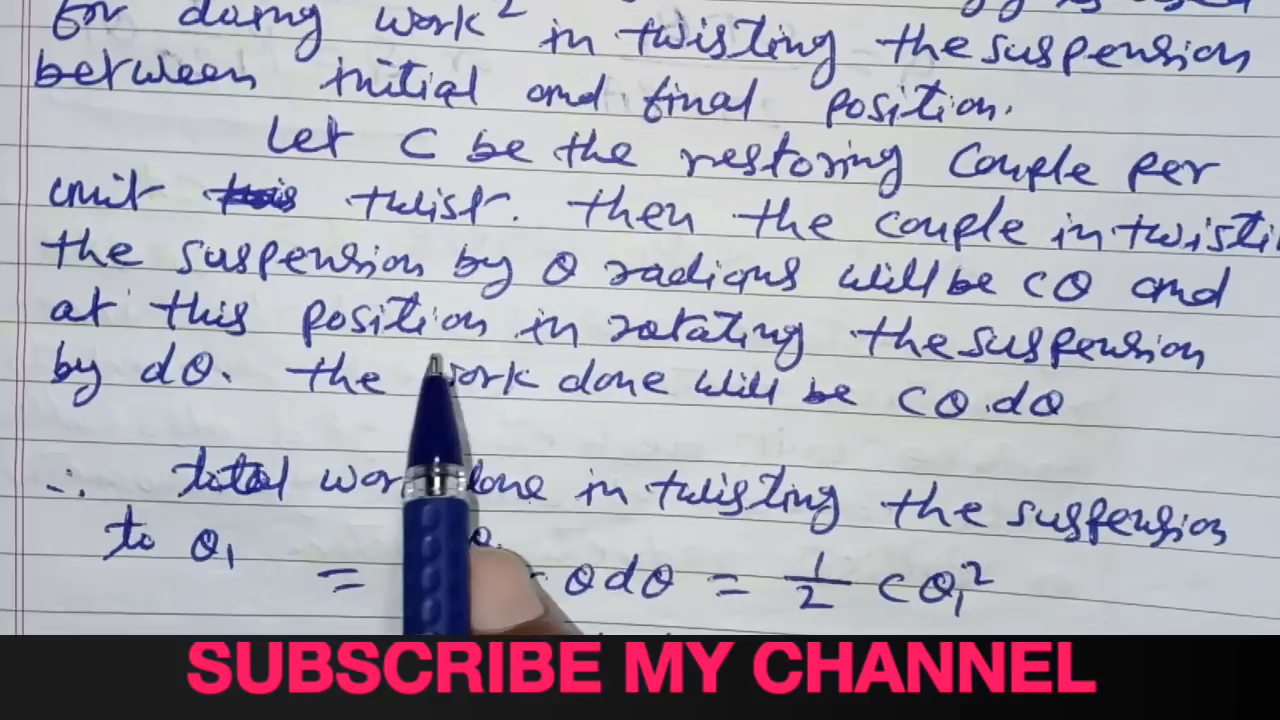 for doing work in twisting the suspension
between initial and final position.
Let C be the restoring couple per
unit twist. then the couple in twisti
the suspension by θ radians will be cθ and
at this position in rotating the suspension
by dθ. the work done will be cθ.dθ
∴ total work done in twisting the suspension
to θ₁
= θdθ = 1/2 cθ₁²
SUBSCRIBE MY CHANNEL